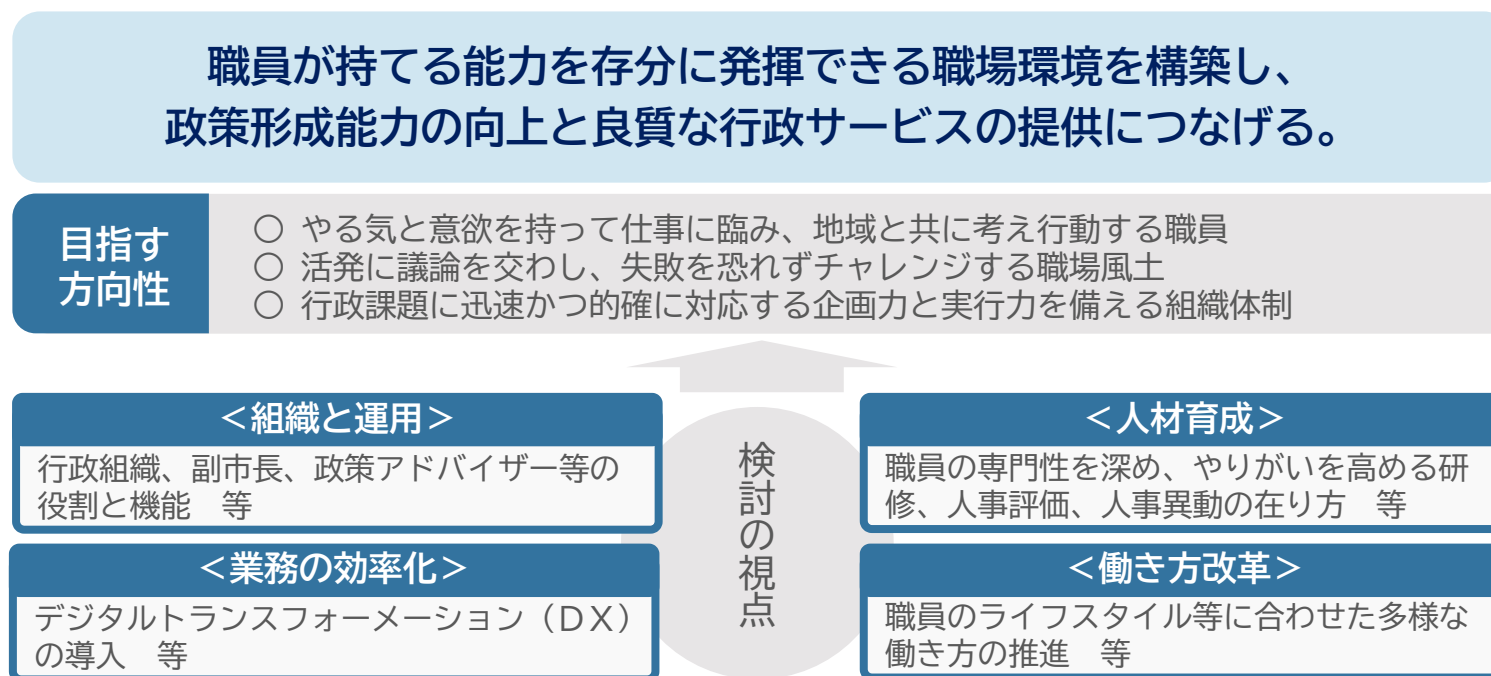 職員が持てる能力を存分に発揮できる職場環境を構築し、
政策形成能力の向上と良質な行政サービスの提供につなげる。
目指す
方向性
○ やる気と意欲を持って仕事に臨み、地域と共に考え行動する職員
○ 活発に議論を交わし、失敗を恐れずチャレンジする職場風土
○ 行政課題に迅速かつ的確に対応する企画力と実行力を備える組織体制
検討の視点
＜組織と運用＞
行政組織、副市長、政策アドバイザー等の
役割と機能　等
＜人材育成＞
職員の専門性を深め、やりがいを高める研
修、人事評価、人事異動の在り方　等
＜業務の効率化＞
デジタルトランスフォーメーション（ＤＸ）
の導入　等
＜働き方改革＞
職員のライフスタイル等に合わせた多様な
働き方の推進　等